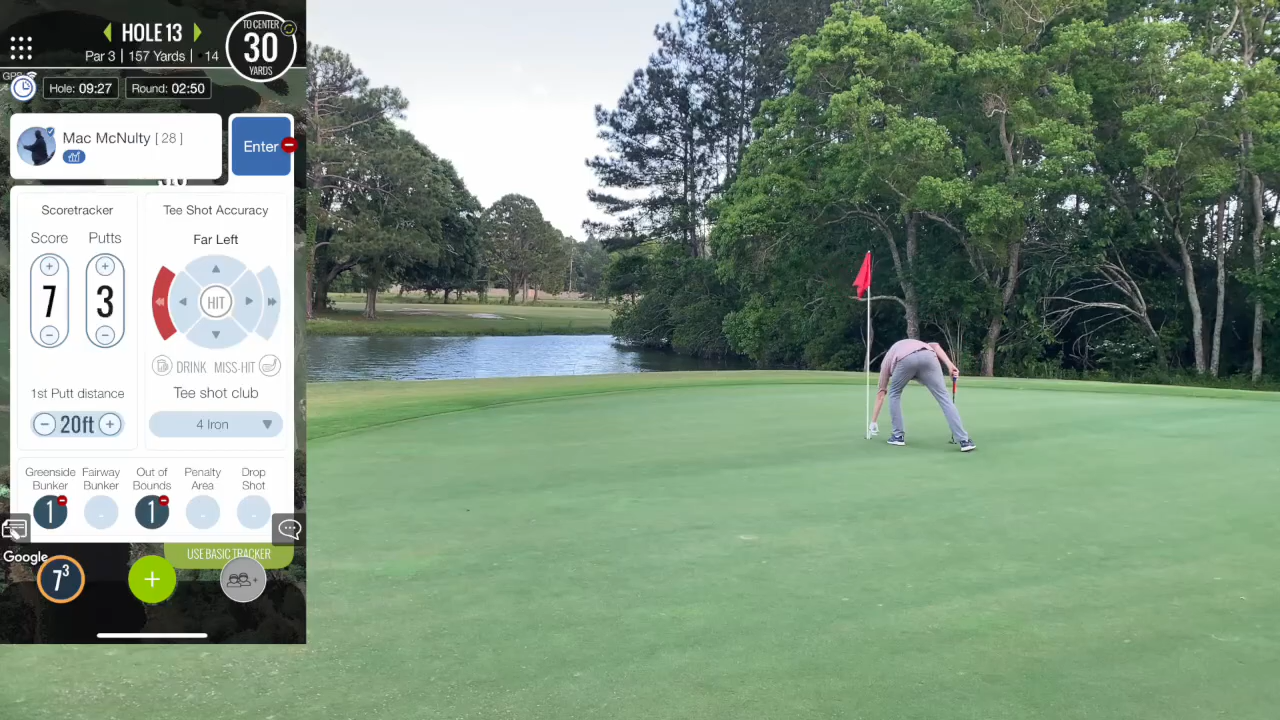 HOLE 13
Par 3 | 157 Yards | 14
TO CENTER
30
YARDS
GPS
Hole: 09:27
Round: 02:50
Mac McNulty [ 28 ]
Enter
Scoretracker
Score
Putts
7
3
1st Putt distance
20ft
Tee Shot Accuracy
Far Left
HIT
DRINK
MISS-HIT
Tee shot club
4 Iron
Greenside
Bunker
1
Fairway
Bunker
-
Out of
Bounds
1
Penalty
Area
-
Drop
Shot
-
Google
USE BASIC TRACKER
7 3